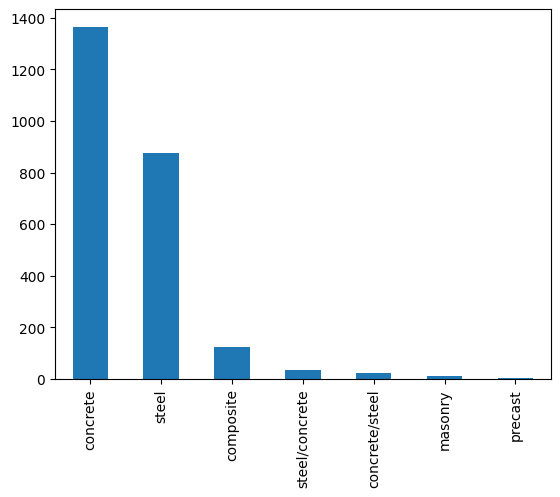 1400
1200
1000
800
600
400
200
0
concrete
steel
composite
steel/concrete
concrete/steel
masonry
precast